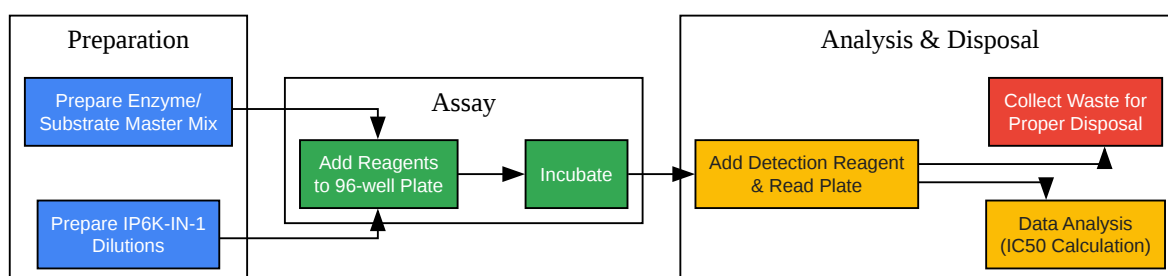 Preparation
Prepare Enzyme/
Substrate Master Mix
Prepare IP6K-IN-1
Dilutions
Assay
Add Reagents
to 96-well Plate
Incubate
Analysis & Disposal
Add Detection Reagent
& Read Plate
Collect Waste for
Proper Disposal
Data Analysis
(IC50 Calculation)